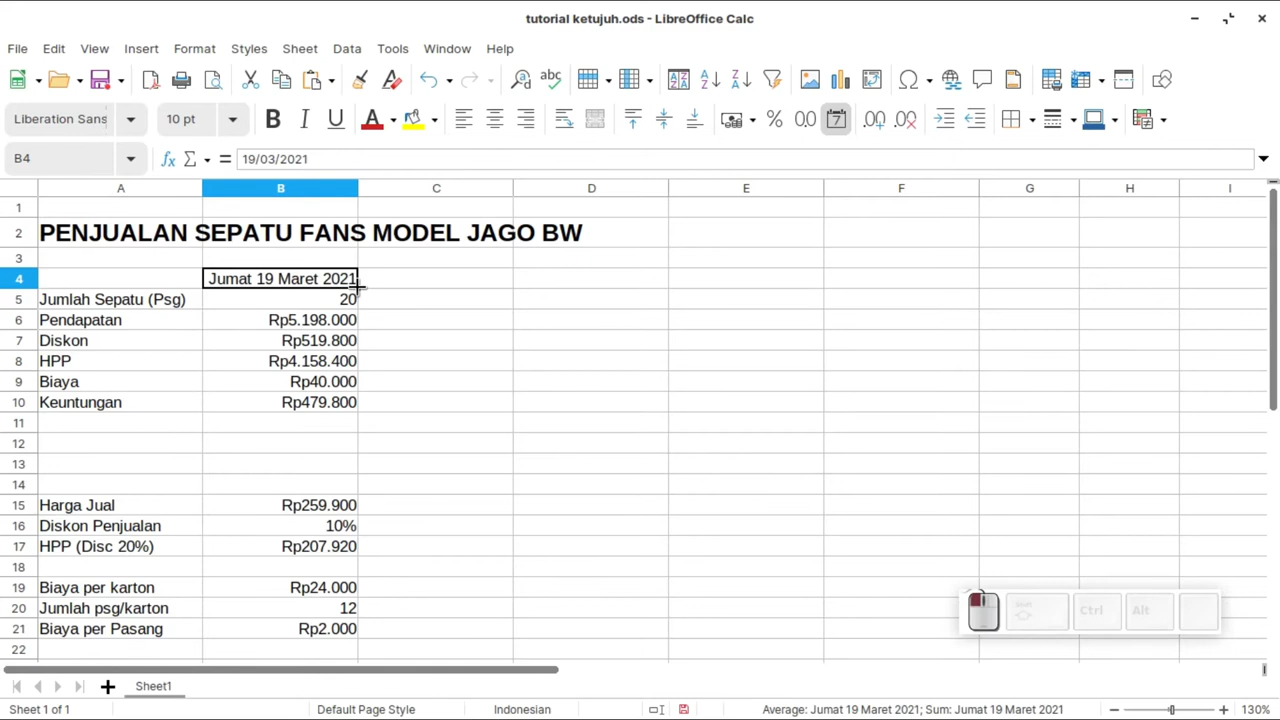 tutorial ketujuh.ods - LibreOffice Calc
File Edit View Insert Format Styles Sheet Data Tools Window Help
Liberation Sans 10 pt
B4 19/03/2021
A B C D E F G H I
1
2 PENJUALAN SEPATU FANS MODEL JAGO BW
3
4 Jumat 19 Maret 2021
5 Jumlah Sepatu (Psg) 20
6 Pendapatan Rp5.198.000
7 Diskon Rp519.800
8 HPP Rp4.158.400
9 Biaya Rp40.000
10 Keuntungan Rp479.800
11
12
13
14
15 Harga Jual Rp259.900
16 Diskon Penjualan 10%
17 HPP (Disc 20%) Rp207.920
18
19 Biaya per karton Rp24.000
20 Jumlah psg/karton 12
21 Biaya per Pasang Rp2.000
22
Shift Ctrl Alt
Sheet1
Sheet 1 of 1 Default Page Style Indonesian Average: Jumat 19 Maret 2021; Sum: Jumat 19 Maret 2021 130%